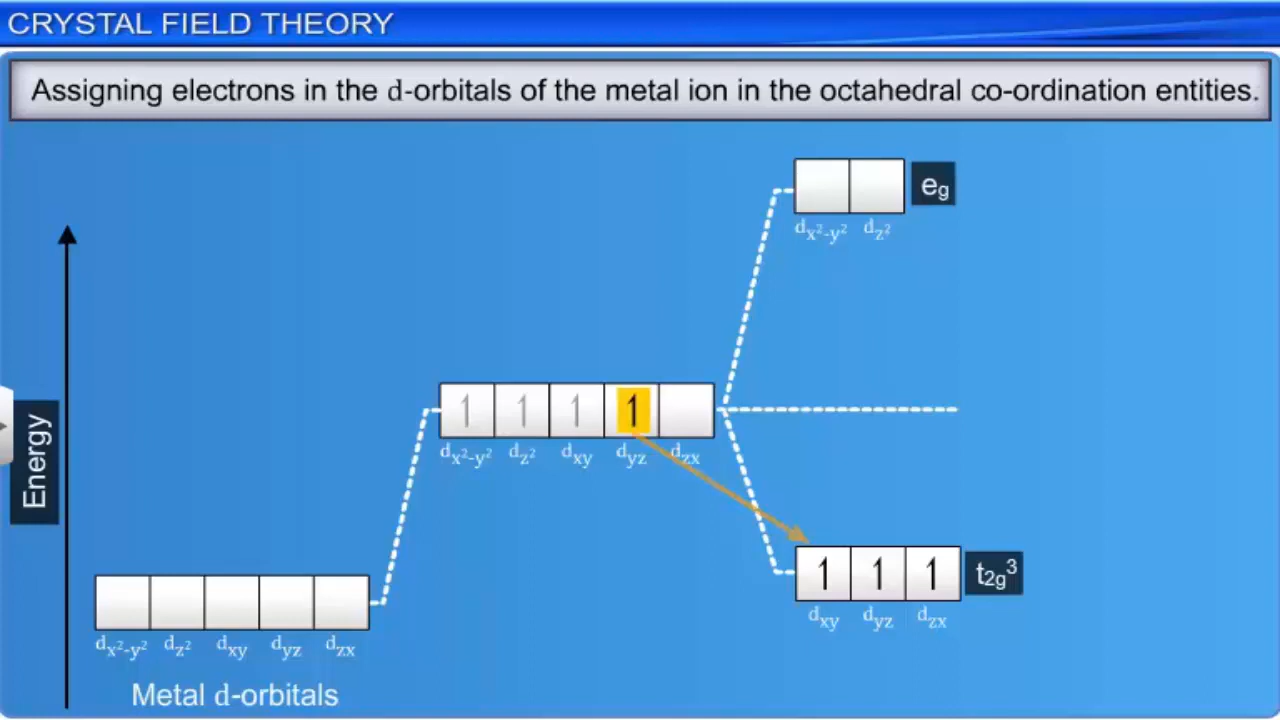 CRYSTAL FIELD THEORY
Assigning electrons in the d-orbitals of the metal ion in the octahedral co-ordination entities.
e₉
dx²-y² dz²
Energy
1 1 1 1
dx²-y² dz² dxy dyz dzx
1 1 1 t₂g³
dxy dyz dzx
dx²-y² dz² dxy dyz dzx
Metal d-orbitals